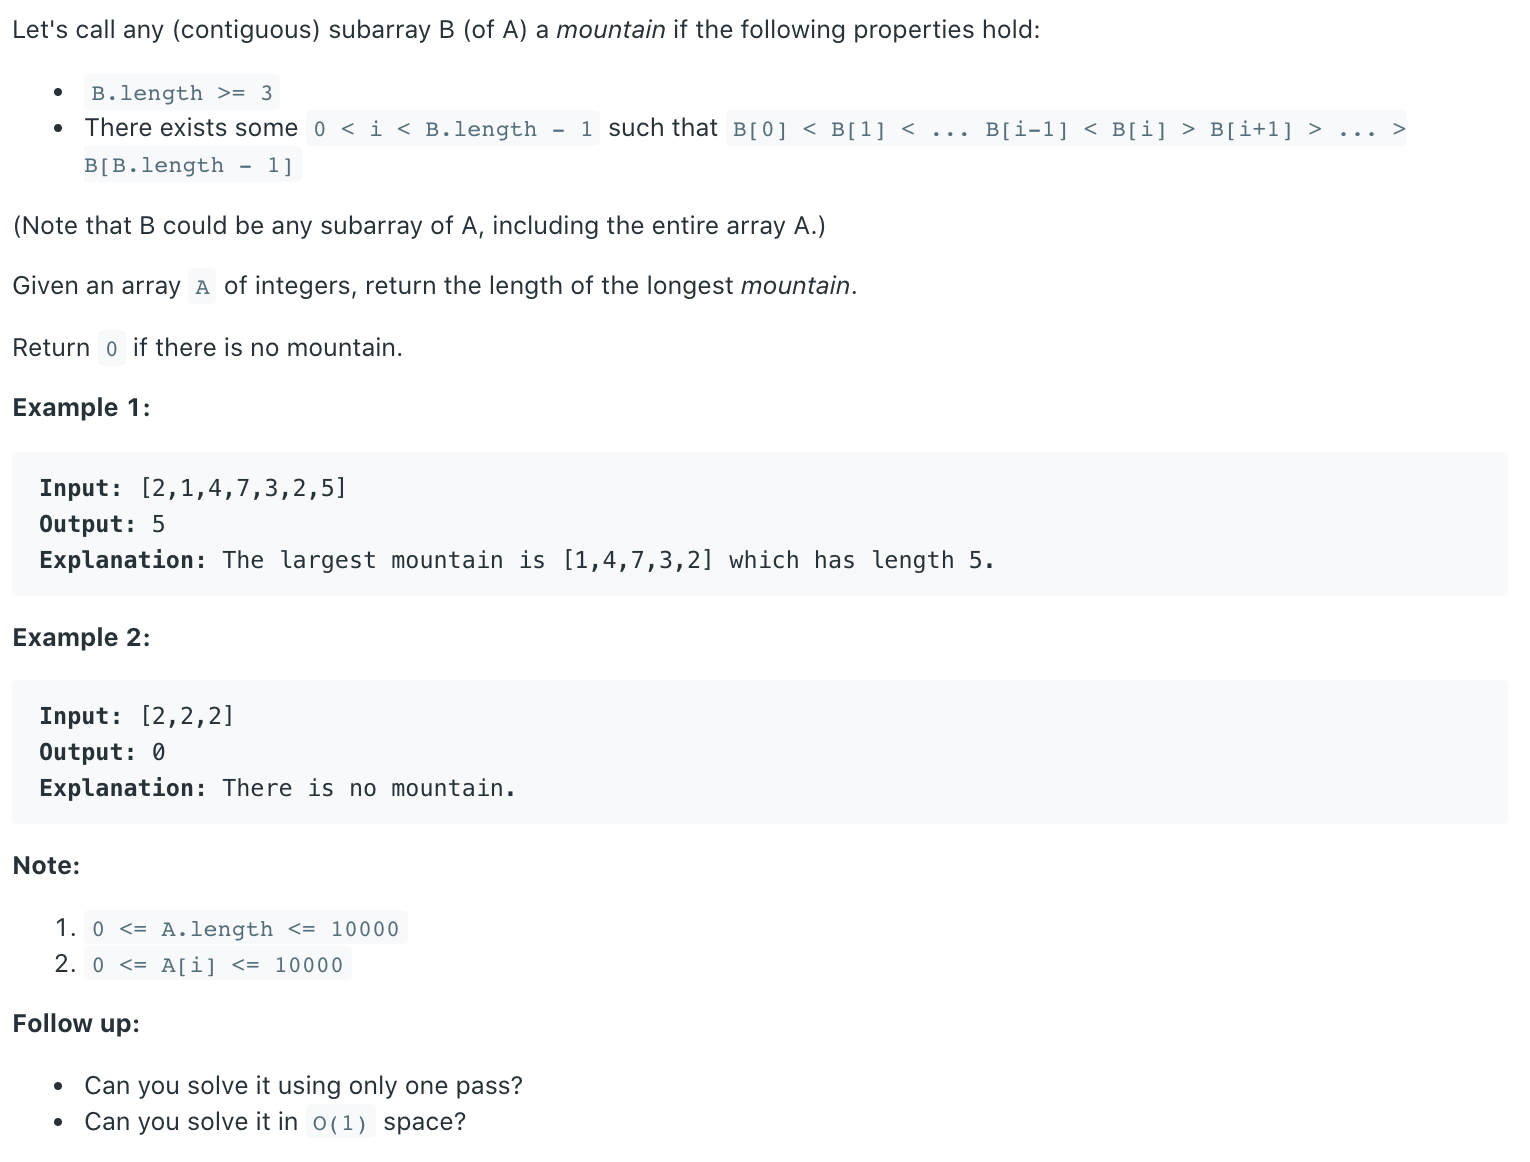 Let's call any (contiguous) subarray B (of A) a mountain if the following properties hold:
• B.length >= 3
• There exists some 0 < i < B.length - 1 such that B[0] < B[1] < ... B[i-1] < B[i] > B[i+1] > ... >
B[B.length - 1]
(Note that B could be any subarray of A, including the entire array A.)
Given an array A of integers, return the length of the longest mountain.
Return 0 if there is no mountain.
Example 1:
Input: [2,1,4,7,3,2,5]
Output: 5
Explanation: The largest mountain is [1,4,7,3,2] which has length 5.
Example 2:
Input: [2,2,2]
Output: 0
Explanation: There is no mountain.
Note:
1. 0 <= A.length <= 10000
2. 0 <= A[i] <= 10000
Follow up:
• Can you solve it using only one pass?
• Can you solve it in O(1) space?